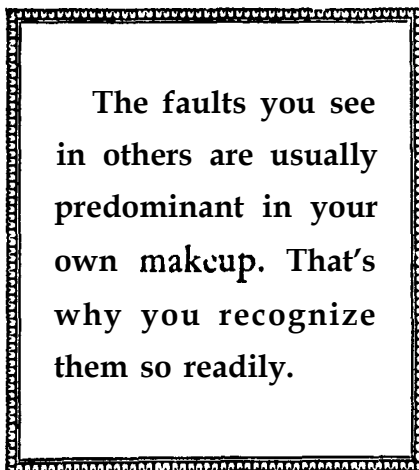 The faults you see
in others are usually
predominant in your
own makeup. That's
why you recognize
them so readily.